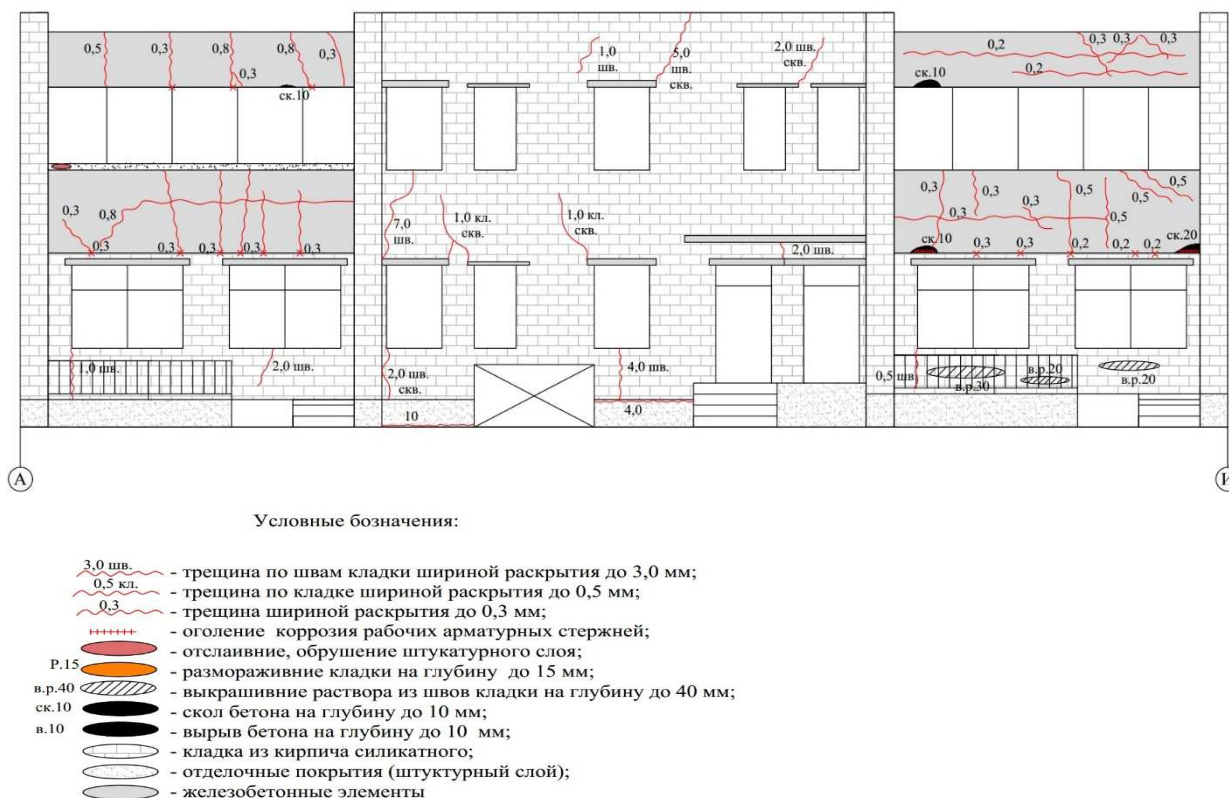 0,5 0,3 0,8 0,8 0,3
0,3
ск.10
1,0
шв.
5,0
шв.
скв.
2,0 шв.
скв.
0,2 0,3 0,3 0,3
0,2
ск.10
0,3
0,8
0,3 0,3 0,3 0,3
7,0
шв.
1,0 кл.
скв.
1,0 кл.
скв.
2,0 шв.
0,3 0,3 0,5 0,5
0,3 0,3 0,5
ск.10 0,3 0,3 0,2 0,2 0,2 ск.20
1,0 шв.
2,0 шв.
2,0 шв.
скв.
4,0 шв.
0,5 шв.
в.р.30
в.р.20
в.р.20
10
4,0
А
И
Условные бозначения:
3,0 шв. - трещина по швам кладки шириной раскрытия до 3,0 мм;
0,5 кл. - трещина по кладке шириной раскрытия до 0,5 мм;
0,3 - трещина шириной раскрытия до 0,3 мм;
- оголение коррозия рабочих арматурных стержней;
- отслаивние, обрушение штукатурного слоя;
Р.15 - размораживние кладки на глубину до 15 мм;
в.р.40 - выкрашивние раствора из швов кладки на глубину до 40 мм;
ск.10 - скол бетона на глубину до 10 мм;
в.10 - вырыв бетона на глубину до 10 мм;
- кладка из кирпича силикатного;
- отделочные покрытия (штуктурный слой);
- железобетонные элементы